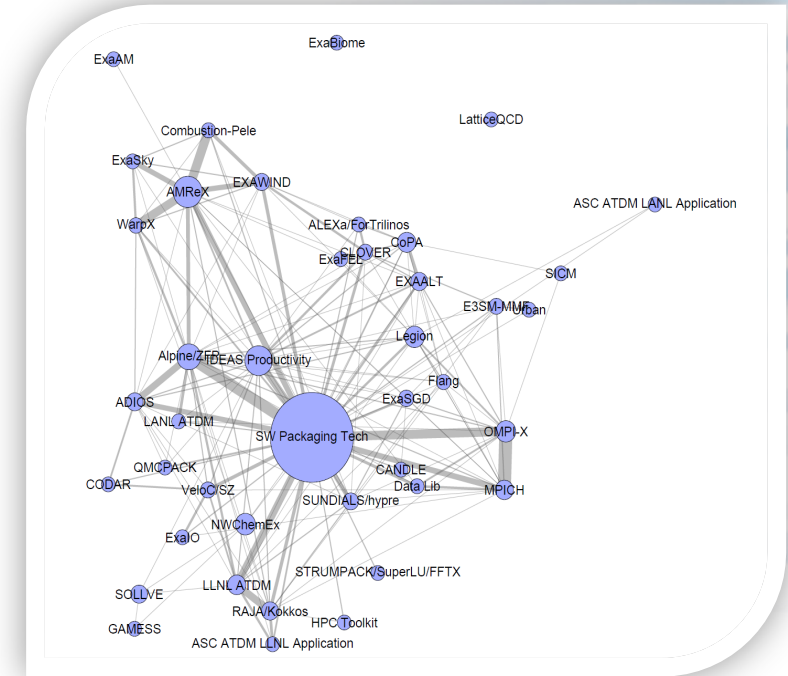 ExaBiome
ExaAM
LatticeQCD
Combustion-Pele
ExaSky
EXAWIND
AMReX
ASC ATDM LANL Application
WarpX
ALEXa/ForTrilinos
CoPA
CLOVER
ExaFEL
SICM
EXAALT
E3SM-MMF
Urban
Legion
Alpine/ZFP
IDEAS Productivity
Flang
ExaSGD
ADIOS
LANL ATDM
OMPI-X
SW Packaging Tech
QMCPACK
CANDLE
CODAR
VeloC/SZ
Data Lib
MPICH
SUNDIALS/hypre
NWChemEx
ExaIO
STRUMPACK/SuperLU/FFTX
LLNL ATDM
SOLLVE
RAJA/Kokkos
HPC Toolkit
GAMESS
ASC ATDM LLNL Application